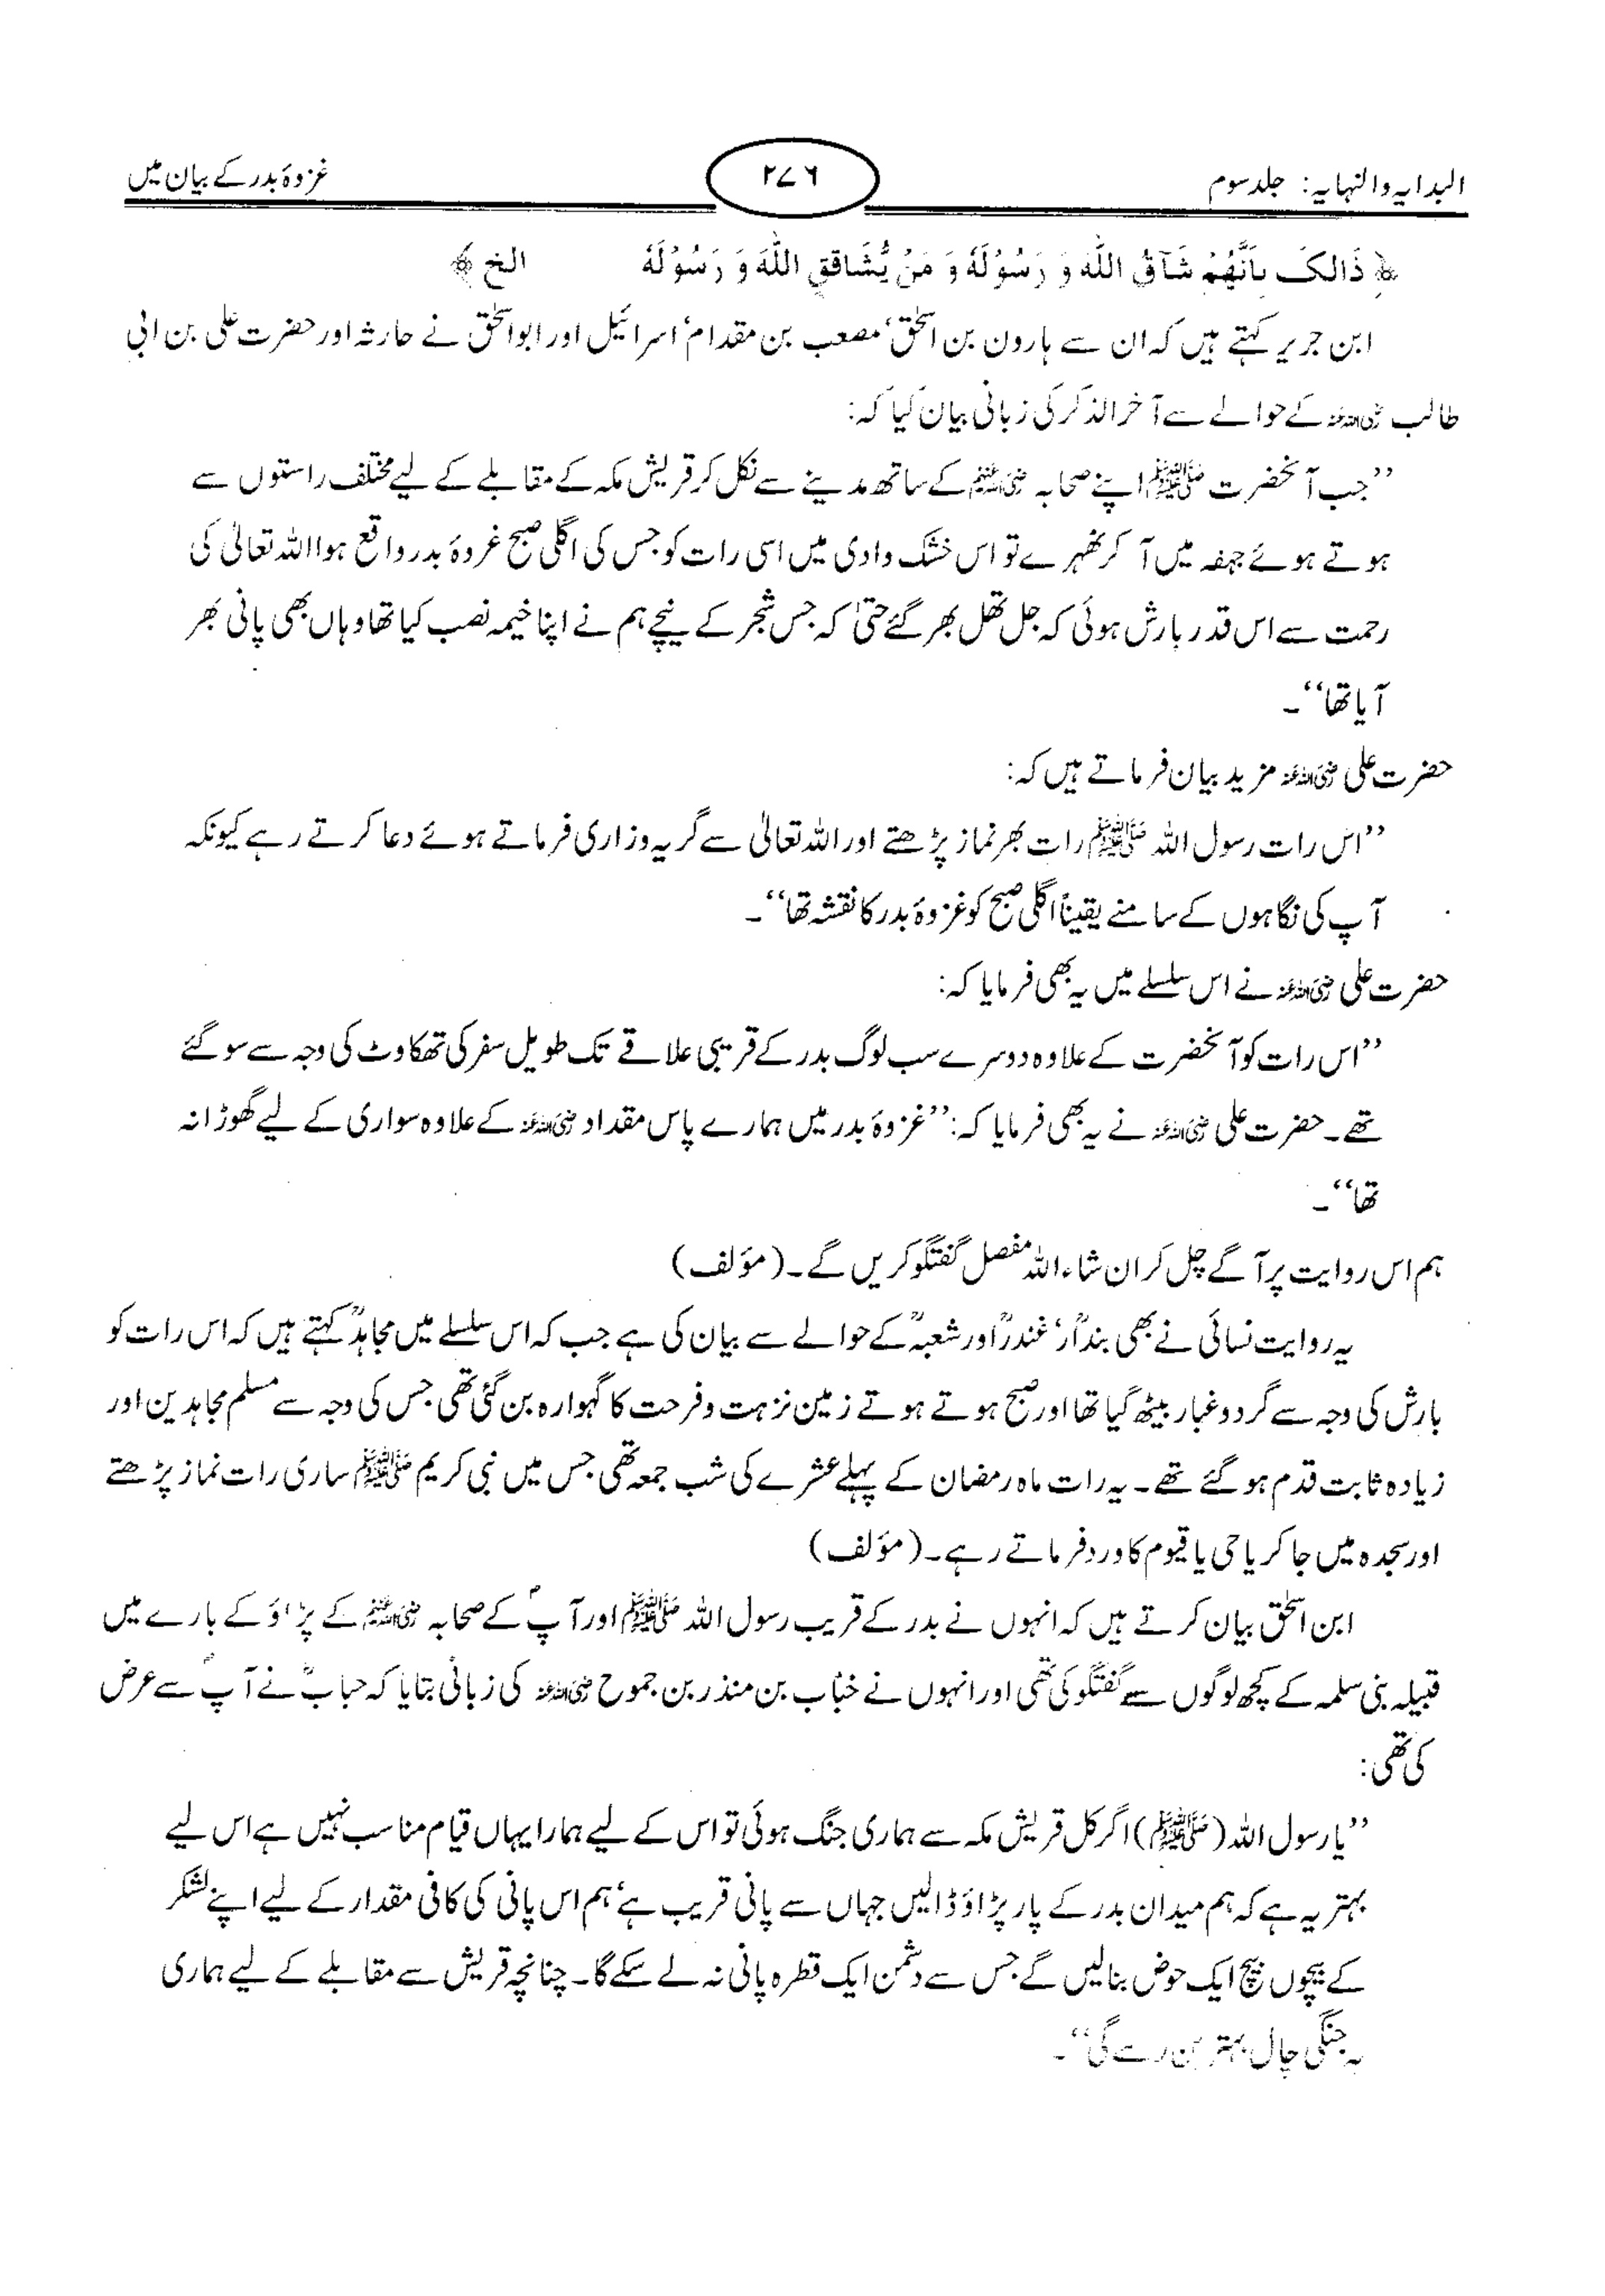 البدایہ والنہایہ: جلد سوم
۲۷۶
غزوۂ بدر کے بیان میں
﴿ ذَالِکَ بِاَنَّهُمْ شَآقُّ اللّٰهَ وَ رَسُوْلَهٗ وَ مَنْ یُّشَاقِقِ اللّٰهَ وَ رَسُوْلَهٗ الخ ﴾
ابن جریر کہتے ہیں کہ ان سے ہارون بن اسحٰق‘ مصعب بن مقدام‘ اسرائیل اور ابواسحٰق نے حارثہ اور حضرت علی بن ابی
طالب رضی اللہ عنہ کے حوالے سے آخرالذکر کی زبانی بیان کیا کہ:
’’جب آنحضرت ﷺ اپنے صحابہ رضی اللہ عنہم کے ساتھ مدینے سے نکل کر قریش مکہ کے مقابلے کے لیے مختلف راستوں سے
ہوتے ہوئے جہفہ میں آ کر ٹھہرے تو اس خشک وادی میں اسی رات کو جس کی اگلی صبح غزوۂ بدر واقع ہوا اللہ تعالیٰ کی
رحمت سے اس قدر بارش ہوئی کہ جل تھل بھر گئے حتیٰ کہ جس شجر کے نیچے ہم نے اپنا خیمہ نصب کیا تھا وہاں بھی پانی بھر
آیا تھا‘‘۔
حضرت علی رضی اللہ عنہ مزید بیان فرماتے ہیں کہ:
’’اس رات رسول اللہ ﷺ رات بھر نماز پڑھتے اور اللہ تعالیٰ سے گریہ وزاری فرماتے ہوئے دعا کرتے رہے کیونکہ
آپ کی نگاہوں کے سامنے یقیناً اگلی صبح کو غزوۂ بدر کا نقشہ تھا‘‘۔
حضرت علی رضی اللہ عنہ نے اس سلسلے میں یہ بھی فرمایا کہ:
’’اس رات کو آنحضرت کے علاوہ دوسرے سب لوگ بدر کے قریبی علاقے تک طویل سفر کی تھکاوٹ کی وجہ سے سو گئے
تھے۔ حضرت علی رضی اللہ عنہ نے یہ بھی فرمایا کہ: ’’غزوۂ بدر میں ہمارے پاس مقداد رضی اللہ عنہ کے علاوہ سواری کے لیے گھوڑا نہ
تھا‘‘۔
ہم اس روایت پر آگے چل کر ان شاء اللہ مفصل گفتگو کریں گے۔ (مؤلف)
یہ روایت نسائی نے بھی بندارؒ‘ غندرؒ اور شعبہؒ کے حوالے سے بیان کی ہے جب کہ اس سلسلے میں مجاہدؒ کہتے ہیں کہ اس رات کو
بارش کی وجہ سے گرد و غبار بیٹھ گیا تھا اور صبح ہوتے ہوتے زمین نزہت و فرحت کا گہوارہ بن گئی تھی جس کی وجہ سے مسلم مجاہدین اور
زیادہ ثابت قدم ہو گئے تھے۔ یہ رات ماہ رمضان کے پہلے عشرے کی شب جمعہ تھی جس میں نبی کریم ﷺ ساری رات نماز پڑھتے
اور سجدہ میں جا کر یا حی یا قیوم کا ورد فرماتے رہے۔ (مؤلف)
ابن اسحٰق بیان کرتے ہیں کہ انہوں نے بدر کے قریب رسول اللہ ﷺ اور آپؐ کے صحابہ رضی اللہ عنہم کے پڑاؤ کے بارے میں
قبیلہ بنی سلمہ کے کچھ لوگوں سے گفتگو کی تھی اور انہوں نے خباب بن منذر بن جموح رضی اللہ عنہ کی زبانی بتایا کہ حبابؓ نے آپؐ سے عرض
کی تھی:
’’یا رسول اللہ (ﷺ) اگر کل قریش مکہ سے ہماری جنگ ہوئی تو اس کے لیے ہمارا یہاں قیام مناسب نہیں ہے اس لیے
بہتر یہ ہے کہ ہم میدان بدر کے پار پڑاؤ ڈالیں جہاں سے پانی قریب ہے‘ ہم اس پانی کی کافی مقدار کے لیے اپنے لشکر
کے بیچوں بیچ ایک حوض بنا لیں گے جس سے دشمن ایک قطرہ پانی نہ لے سکے گا۔ چنانچہ قریش سے مقابلے کے لیے ہماری
یہ جنگی چال بہترین رہے گی‘‘۔